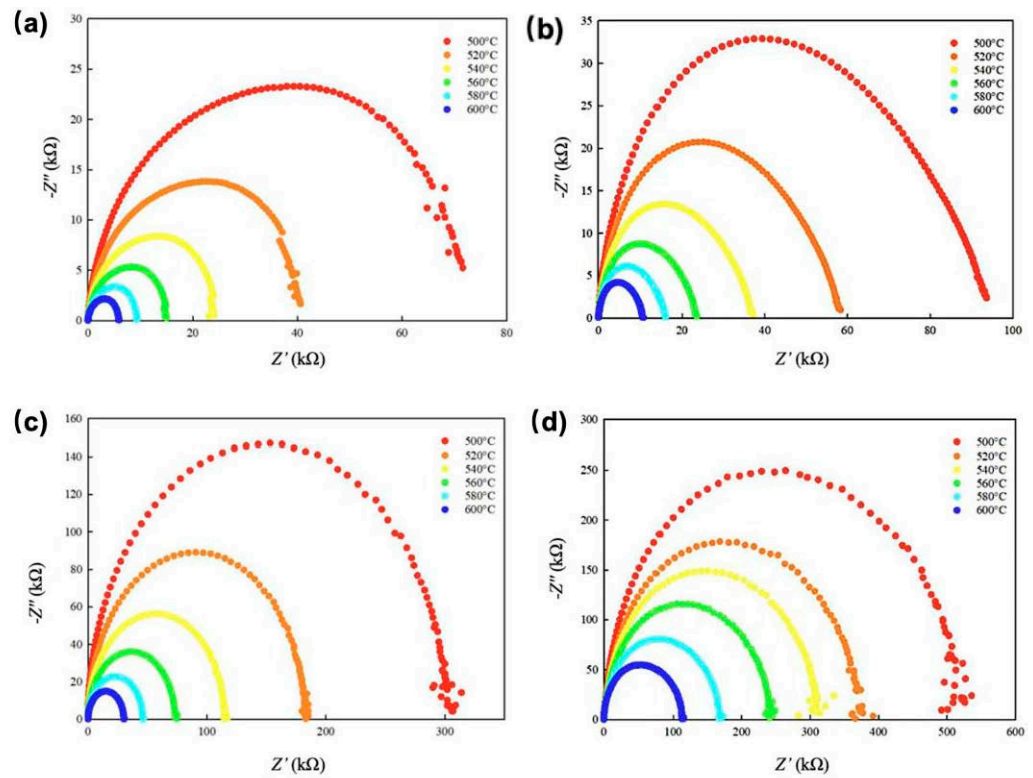 (a)
30
25
20
15
10
5
0
-Z" (kΩ)
500°C
520°C
540°C
560°C
580°C
600°C
0 20 40 60 80
Z' (kΩ)
(b)
35
30
25
20
15
10
5
0
-Z" (kΩ)
500°C
520°C
540°C
560°C
580°C
600°C
0 20 40 60 80 100
Z' (kΩ)
(c)
160
140
120
100
80
60
40
20
0
-Z" (kΩ)
500°C
520°C
540°C
560°C
580°C
600°C
0 100 200 300
Z' (kΩ)
(d)
300
250
200
150
100
50
0
-Z" (kΩ)
500°C
520°C
540°C
560°C
580°C
600°C
0 100 200 300 400 500 600
Z' (kΩ)